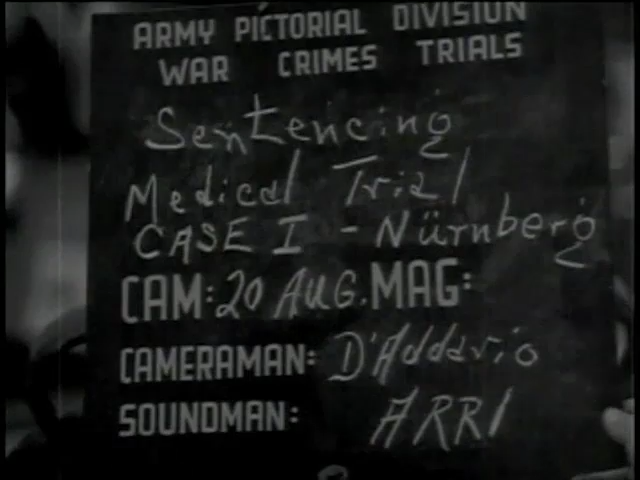 ARMY PICTORIAL DIVISION
WAR CRIMES TRIALS
Sentencing
Medical Trial
CASE I - Nürnberg
CAM: 20 AUG. MAG:
CAMERAMAN: D'Addario
SOUNDMAN: ARRI